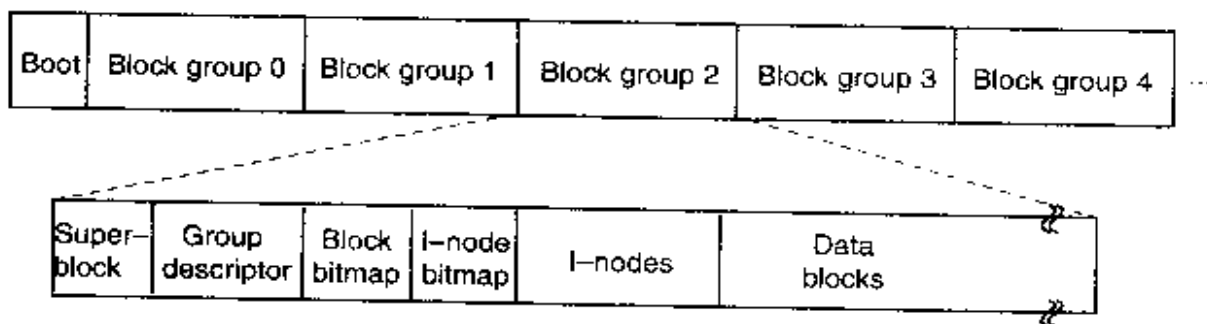 Boot Block group 0 Block group 1 Block group 2 Block group 3 Block group 4 ...
Super– Group Block I–node I–nodes Data
block descriptor bitmap bitmap blocks